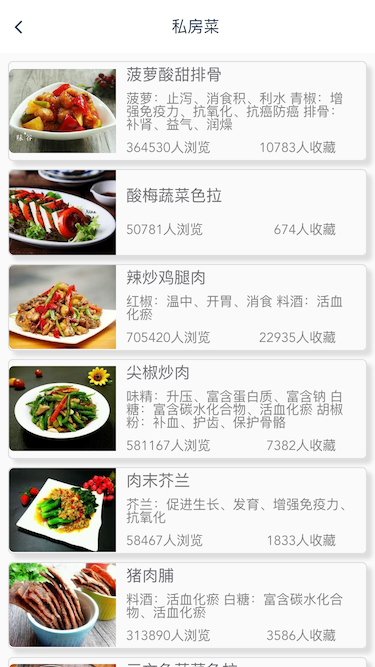 私房菜
菠萝酸甜排骨
菠萝：止泻、消食积、利水 青椒：增
强免疫力、抗氧化、抗癌防癌 排骨：
补肾、益气、润燥
364530人浏览 10783人收藏
酸梅蔬菜色拉
50781人浏览 674人收藏
辣炒鸡腿肉
红椒：温中、开胃、消食 料酒：活血
化瘀
705420人浏览 22935人收藏
尖椒炒肉
味精：升压、富含蛋白质、富含钠 白
糖：富含碳水化合物、活血化瘀 胡椒
粉：补血、护齿、保护骨骼
581167人浏览 7382人收藏
肉末芥兰
芥兰：促进生长、发育、增强免疫力、
抗氧化
58467人浏览 1833人收藏
猪肉脯
料酒：活血化瘀 白糖：富含碳水化合
物、活血化瘀
313890人浏览 3586人收藏